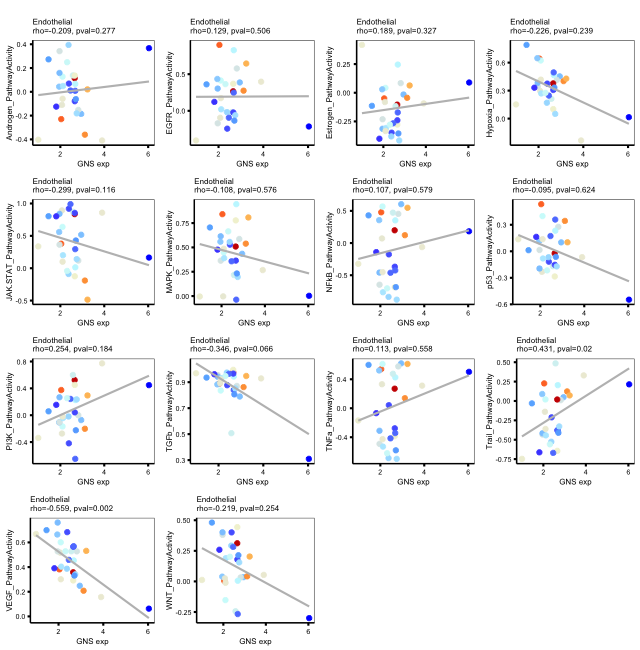 Endothelial
rho=-0.209, pval=0.277
Androgen_PathwayActivity
0.4
0.2
0.0
-0.2
-0.4
2
4
6
GNS exp
Endothelial
rho=0.129, pval=0.506
EGFR_PathwayActivity
0.5
0.0
2
4
6
GNS exp
Endothelial
rho=0.189, pval=0.327
Estrogen_PathwayActivity
0.25
0.00
-0.25
2
4
6
GNS exp
Endothelial
rho=-0.226, pval=0.239
Hypoxia_PathwayActivity
0.8
0.4
0.0
2
4
6
GNS exp
Endothelial
rho=-0.299, pval=0.116
JAK.STAT_PathwayActivity
1.0
0.5
0.0
-0.5
2
4
6
GNS exp
Endothelial
rho=-0.108, pval=0.576
MAPK_PathwayActivity
0.75
0.50
0.25
0.00
2
4
6
GNS exp
Endothelial
rho=0.107, pval=0.579
NFkB_PathwayActivity
0.5
0.0
-0.5
2
4
6
GNS exp
Endothelial
rho=-0.095, pval=0.624
p53_PathwayActivity
0.3
0.0
-0.3
-0.6
2
4
6
GNS exp
Endothelial
rho=0.254, pval=0.184
PI3K_PathwayActivity
0.8
0.4
0.0
-0.4
2
4
6
GNS exp
Endothelial
rho=-0.346, pval=0.066
TGFb_PathwayActivity
0.9
0.7
0.5
0.3
2
4
6
GNS exp
Endothelial
rho=0.113, pval=0.558
TNFa_PathwayActivity
0.4
0.0
-0.4
2
4
6
GNS exp
Endothelial
rho=0.431, pval=0.02
Trail_PathwayActivity
0.50
0.25
0.00
-0.25
-0.50
-0.75
2
4
6
GNS exp
Endothelial
rho=-0.559, pval=0.002
VEGF_PathwayActivity
0.6
0.4
0.2
0.0
2
4
6
GNS exp
Endothelial
rho=-0.219, pval=0.254
WNT_PathwayActivity
0.50
0.25
0.00
-0.25
2
4
6
GNS exp